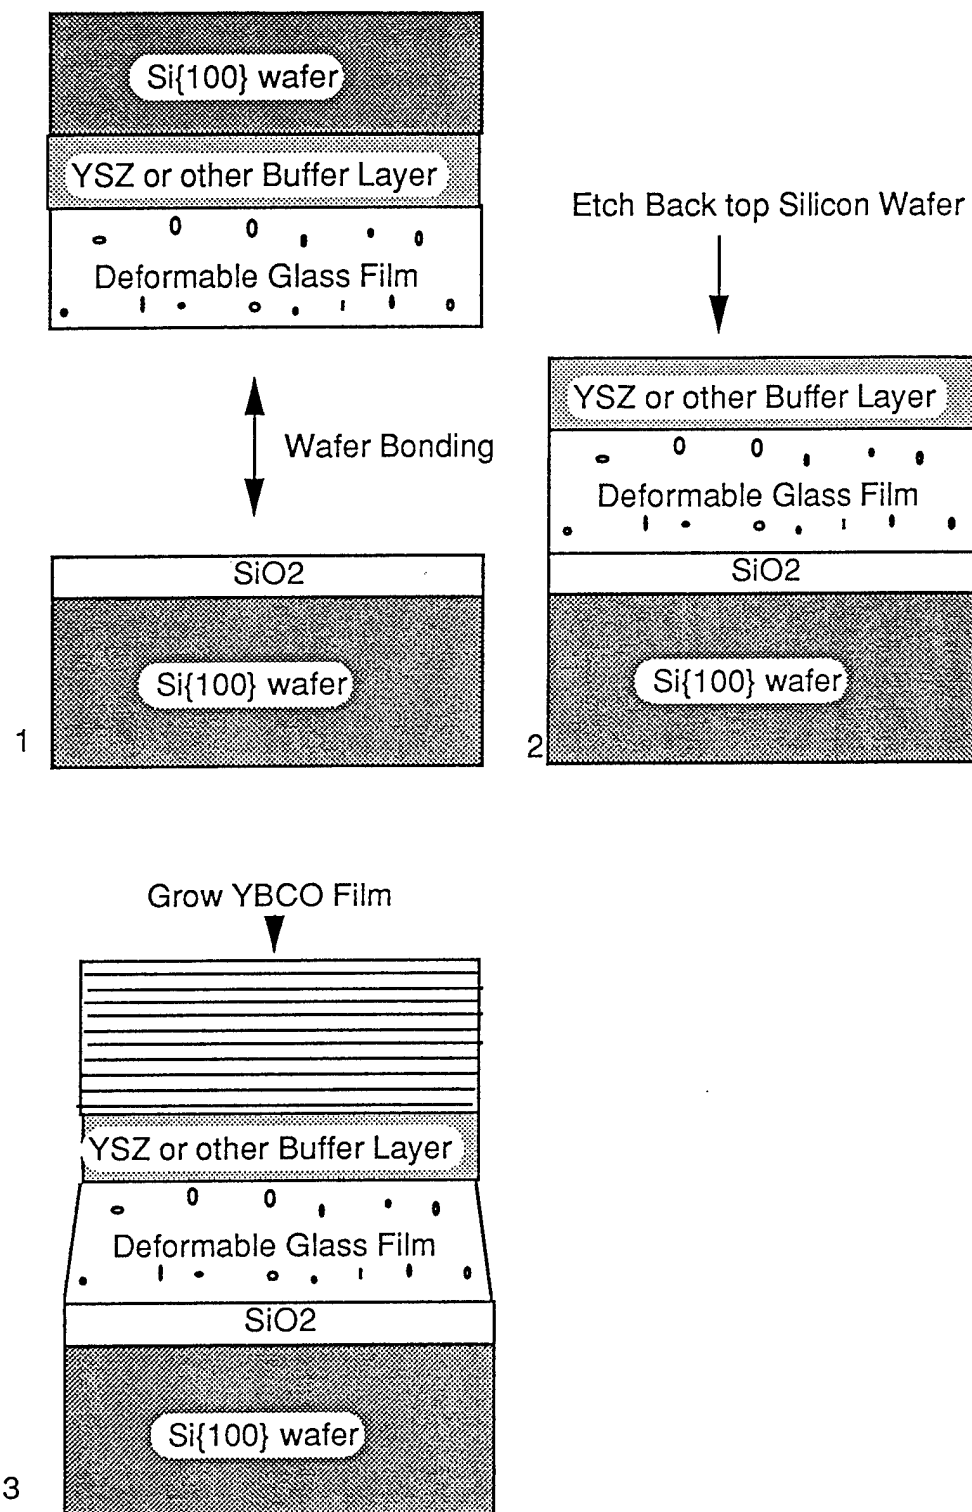 Si{100} wafer
YSZ or other Buffer Layer
Deformable Glass Film
Wafer Bonding
SiO2
Si{100} wafer
1
Etch Back top Silicon Wafer
YSZ or other Buffer Layer
Deformable Glass Film
SiO2
Si{100} wafer
2
Grow YBCO Film
YSZ or other Buffer Layer
Deformable Glass Film
SiO2
Si{100} wafer
3